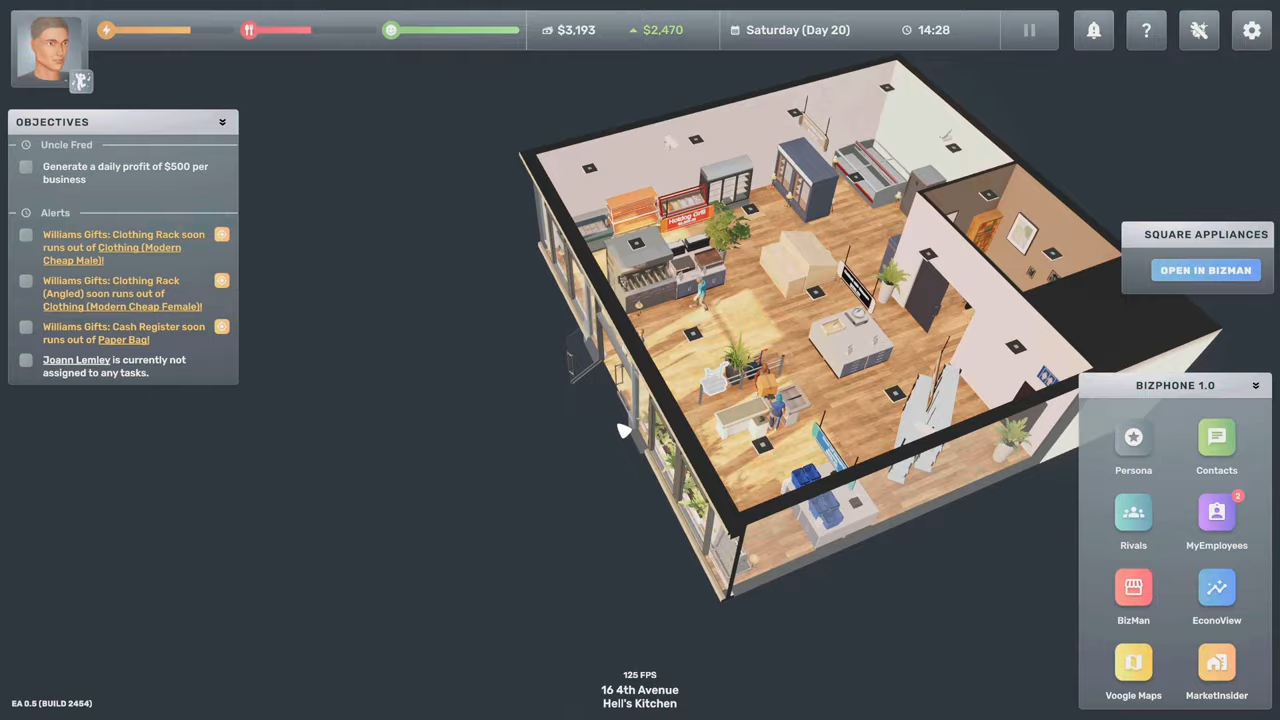 $3,193
$2,470
Saturday (Day 20)
14:28
?
OBJECTIVES
Uncle Fred
Generate a daily profit of $500 per
business
Alerts
Williams Gifts: Clothing Rack soon
runs out of Clothing (Modern
Cheap Male)!
Williams Gifts: Clothing Rack
(Angled) soon runs out of
Clothing (Modern Cheap Female)!
Williams Gifts: Cash Register soon
runs out of Paper Bag!
Joann Lemley is currently not
assigned to any tasks.
Hotdog Grill
SQUARE APPLIANCES
OPEN IN BIZMAN
BIZPHONE 1.0
Persona
Contacts
2
Rivals
MyEmployees
BizMan
EconoView
Voogle Maps
MarketInsider
125 FPS
16 4th Avenue
Hell's Kitchen
EA 0.5 (BUILD 2454)